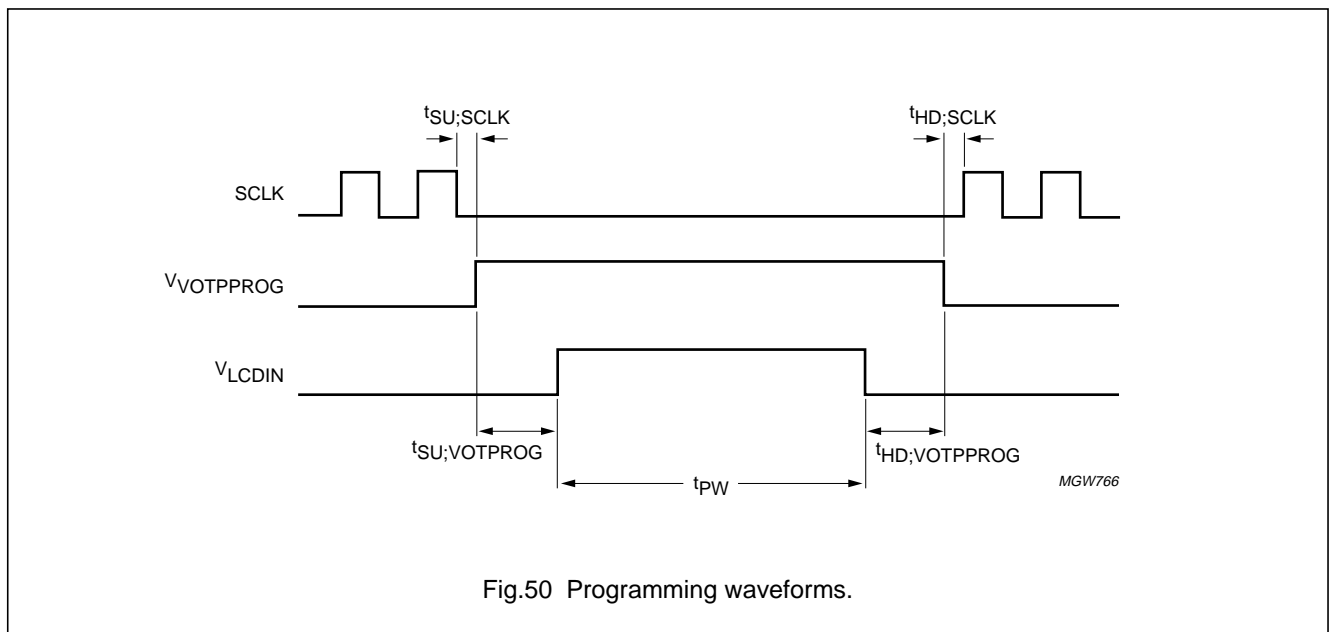 tSU;SCLK
tHD;SCLK
SCLK
VVOTPPROG
VLCDIN
tSU;VOTPROG
tHD;VOTPPROG
tPW
MGW766
Fig.50 Programming waveforms.